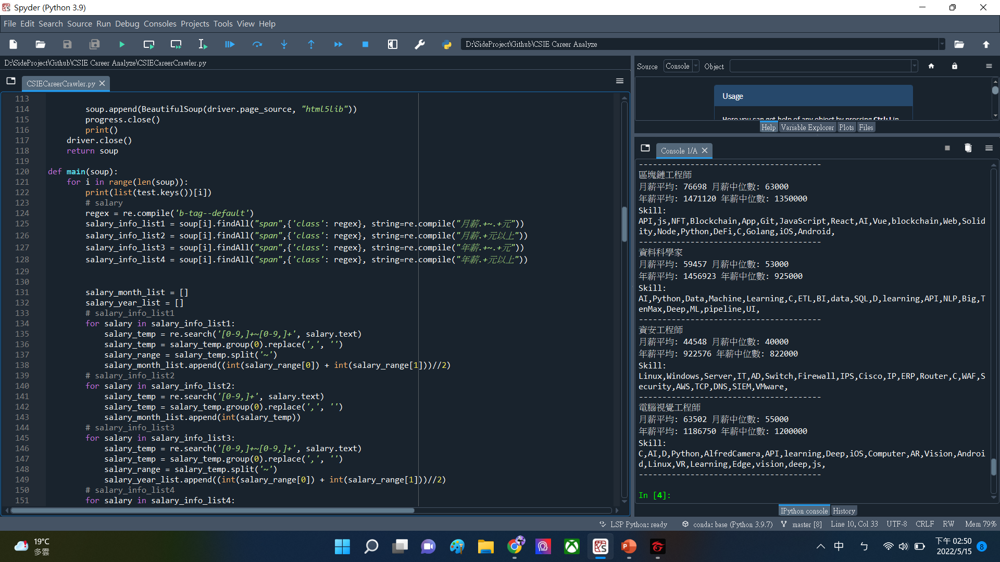 Spyder (Python 3.9)
File Edit Search Source Run Debug Consoles Projects Tools View Help
D:\SideProject\Github\CSIE Career Analyze
D:\SideProject\Github\CSIE Career Analyze\CSIECareerCrawler.py
CSIECareerCrawler.py
113
114 soup.append(BeautifulSoup(driver.page_source, "html5lib"))
115 progress.close()
116 print()
117 driver.close()
118 return soup
119
120 def main(soup):
121 for i in range(len(soup)):
122 print(list(test.keys())[i])
123 # salary
124 regex = re.compile('b-tag--default')
125 salary_info_list1 = soup[i].findAll("span",{'class': regex}, string=re.compile("月薪.+~.+元"))
126 salary_info_list2 = soup[i].findAll("span",{'class': regex}, string=re.compile("月薪.+元以上"))
127 salary_info_list3 = soup[i].findAll("span",{'class': regex}, string=re.compile("年薪.+~.+元"))
128 salary_info_list4 = soup[i].findAll("span",{'class': regex}, string=re.compile("年薪.+元以上"))
129
130
131 salary_month_list = []
132 salary_year_list = []
133 # salary_info_list1
134 for salary in salary_info_list1:
135 salary_temp = re.search('[0-9,]+~[0-9,]+', salary.text)
136 salary_temp = salary_temp.group(0).replace(',', '')
137 salary_range = salary_temp.split('~')
138 salary_month_list.append((int(salary_range[0]) + int(salary_range[1]))//2)
139 # salary_info_list2
140 for salary in salary_info_list2:
141 salary_temp = re.search('[0-9,]+', salary.text)
142 salary_temp = salary_temp.group(0).replace(',', '')
143 salary_month_list.append(int(salary_temp))
144 # salary_info_list3
145 for salary in salary_info_list3:
146 salary_temp = re.search('[0-9,]+~[0-9,]+', salary.text)
147 salary_temp = salary_temp.group(0).replace(',', '')
148 salary_range = salary_temp.split('~')
149 salary_year_list.append((int(salary_range[0]) + int(salary_range[1]))//2)
150 # salary_info_list4
151 for salary in salary_info_list4:
Source Console Object
Usage
Here you can get help of any object by pressing Ctrl+I in
Help Variable Explorer Plots Files
Console 1/A
---------------------------------------
區塊鏈工程師
月薪平均: 76698 月薪中位數: 63000
年薪平均: 1471120 年薪中位數: 1350000
Skill:
API,js,NFT,Blockchain,App,Git,JavaScript,React,AI,Vue,blockchain,Web,Solid
ity,Node,Python,DeFi,C,Golang,iOS,Android,
---------------------------------------
資料科學家
月薪平均: 59457 月薪中位數: 53000
年薪平均: 1456923 年薪中位數: 925000
Skill:
AI,Python,Data,Machine,Learning,C,ETL,BI,data,SQL,D,learning,API,NLP,Big,T
enMax,Deep,ML,pipeline,UI,
---------------------------------------
資安工程師
月薪平均: 44548 月薪中位數: 40000
年薪平均: 922576 年薪中位數: 822000
Skill:
Linux,Windows,Server,IT,AD,Switch,Firewall,IPS,Cisco,IP,ERP,Router,C,WAF,S
ecurity,AWS,TCP,DNS,SIEM,VMware,
---------------------------------------
電腦視覺工程師
月薪平均: 63502 月薪中位數: 55000
年薪平均: 1186750 年薪中位數: 1200000
Skill:
C,AI,D,Python,AlfredCamera,API,learning,Deep,iOS,Computer,AR,Vision,Androi
d,Linux,VR,Learning,Edge,vision,deep,js,
---------------------------------------
In [4]:
IPython console History
LSP Python: ready conda: base (Python 3.9.7) master [8] Line 10, Col 33 UTF-8 CRLF RW Mem 79%
19°C
多雲
中 ㄅ
下午 02:50
2022/5/15 8